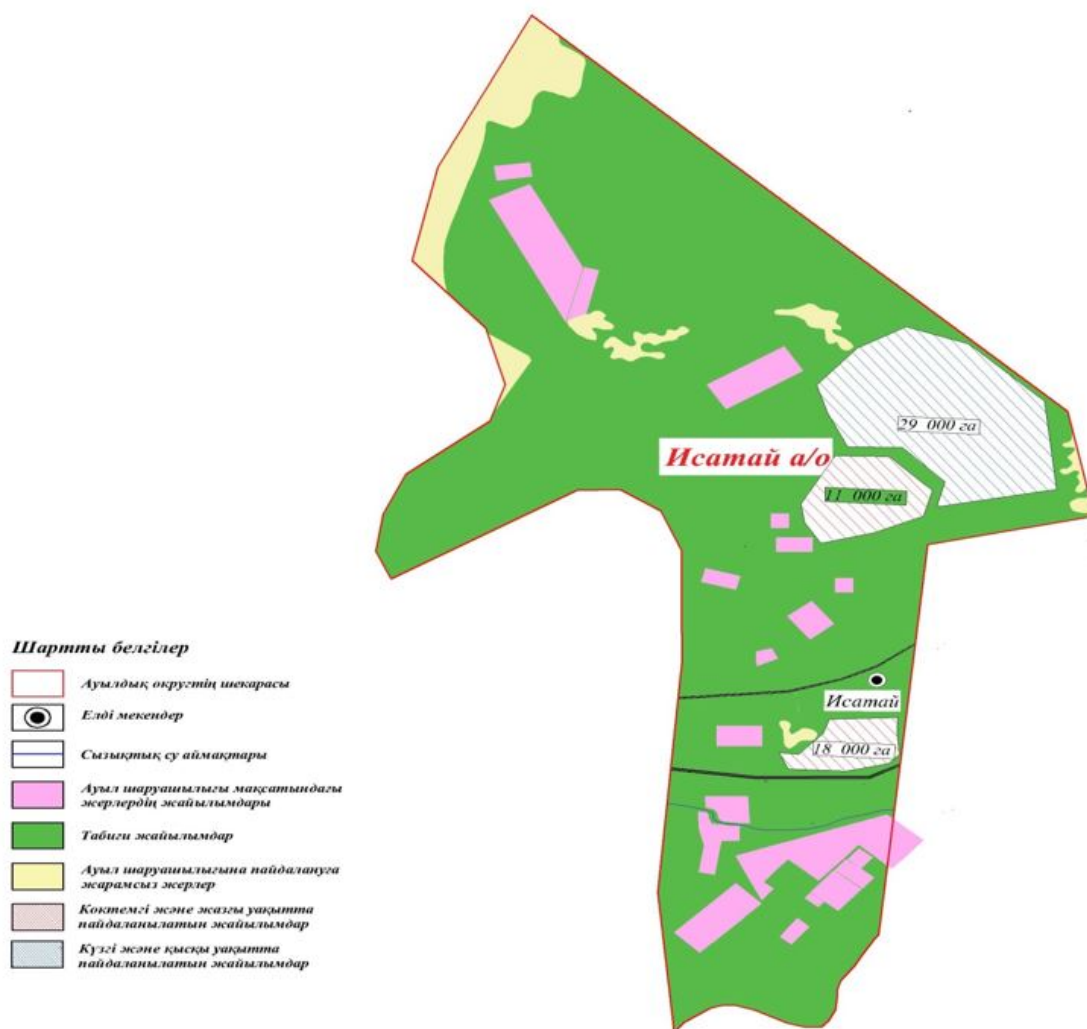 29 000 га
Исатай а/о
11 000 га
Исатай
18 000 га
Шартты белгілер
Ауылдық округтің шекарасы
Елді мекендер
Сызықтық су аймақтары
Ауыл шаруашылығы мақсатындағы
жерлердің жайылымдары
Табиғи жайылымдар
Ауыл шаруашылығына пайдалануға
жарамсыз жерлер
Көктемгі және жазғы уақытта
пайдаланылатын жайылымдар
Күзгі және қысқы уақытта
пайдаланылатын жайылымдар